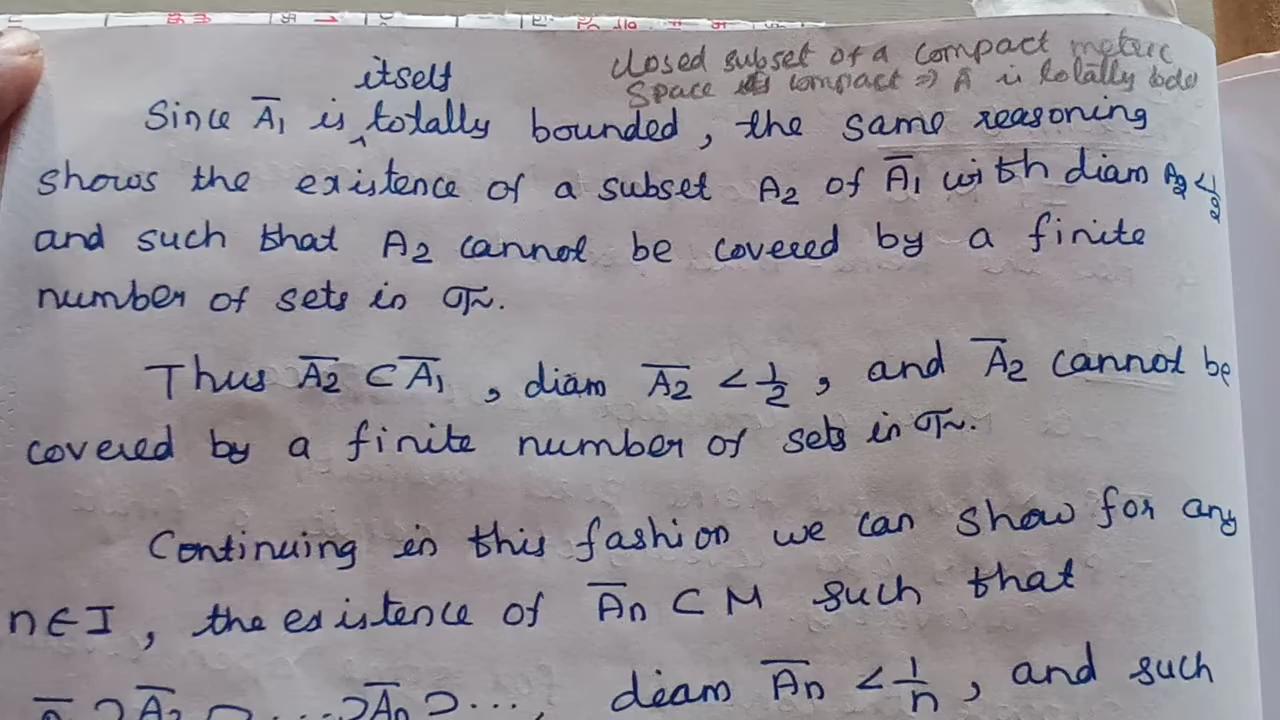 closed subset of a compact metric
space is compact ⇒ A̅ is totally bdd
itself
Since A̅₁ is ‸ totally bounded, the same reasoning
shows the existence of a subset A₂ of A̅₁ with diam A₂ < 1/2
and such that A₂ cannot be covered by a finite
number of sets in
Thus A̅₂ ⊂ A̅₁, diam A̅₂ < 1/2, and A̅₂ cannot be
covered by a finite number of sets in
Continuing in this fashion we can show for any
n ∈ I, the existence of A̅n ⊂ M such that
⊃ A̅₂ ⊃ ... ⊃ A̅n ⊃ ..., diam A̅n < 1/n, and such